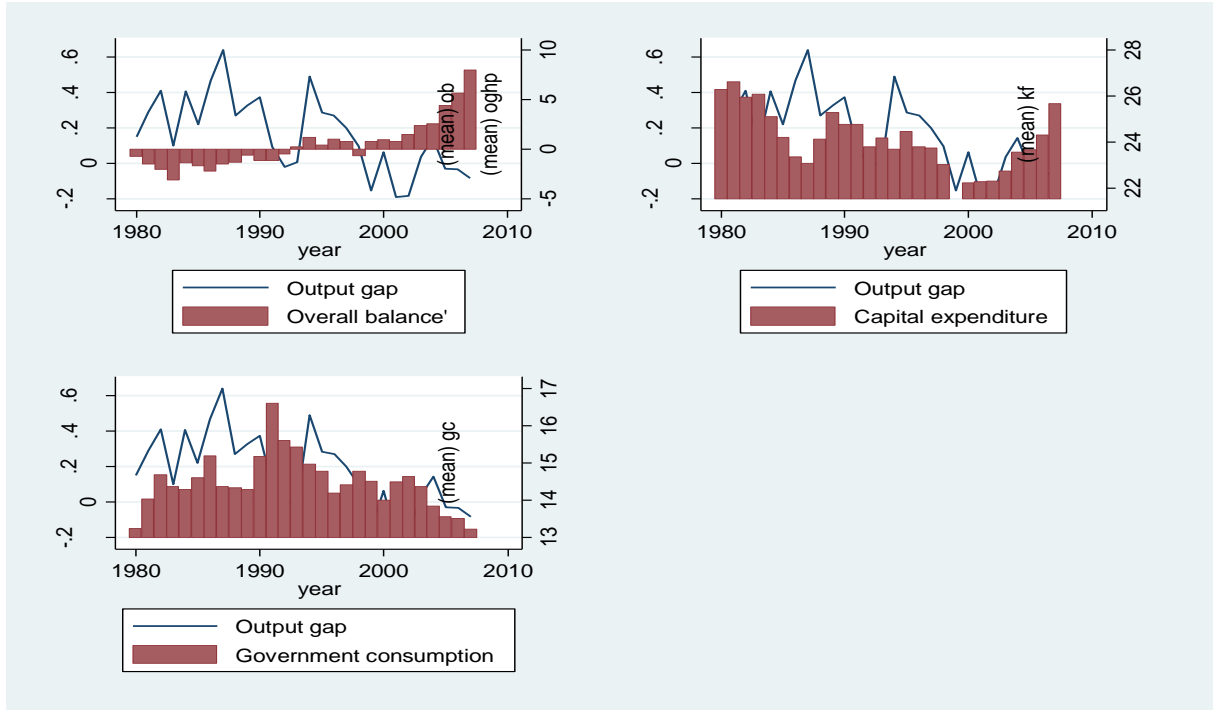 -.2 0 .2 .4 .6
(mean) oghp
-5 0 5 10
(mean) ob
1980 1990 2000 2010
year
Output gap
Overall balance'
-.2 0 .2 .4 .6
22 24 26 28
(mean) kf
1980 1990 2000 2010
year
Output gap
Capital expenditure
-.2 0 .2 .4 .6
13 14 15 16 17
(mean) gc
1980 1990 2000 2010
year
Output gap
Government consumption